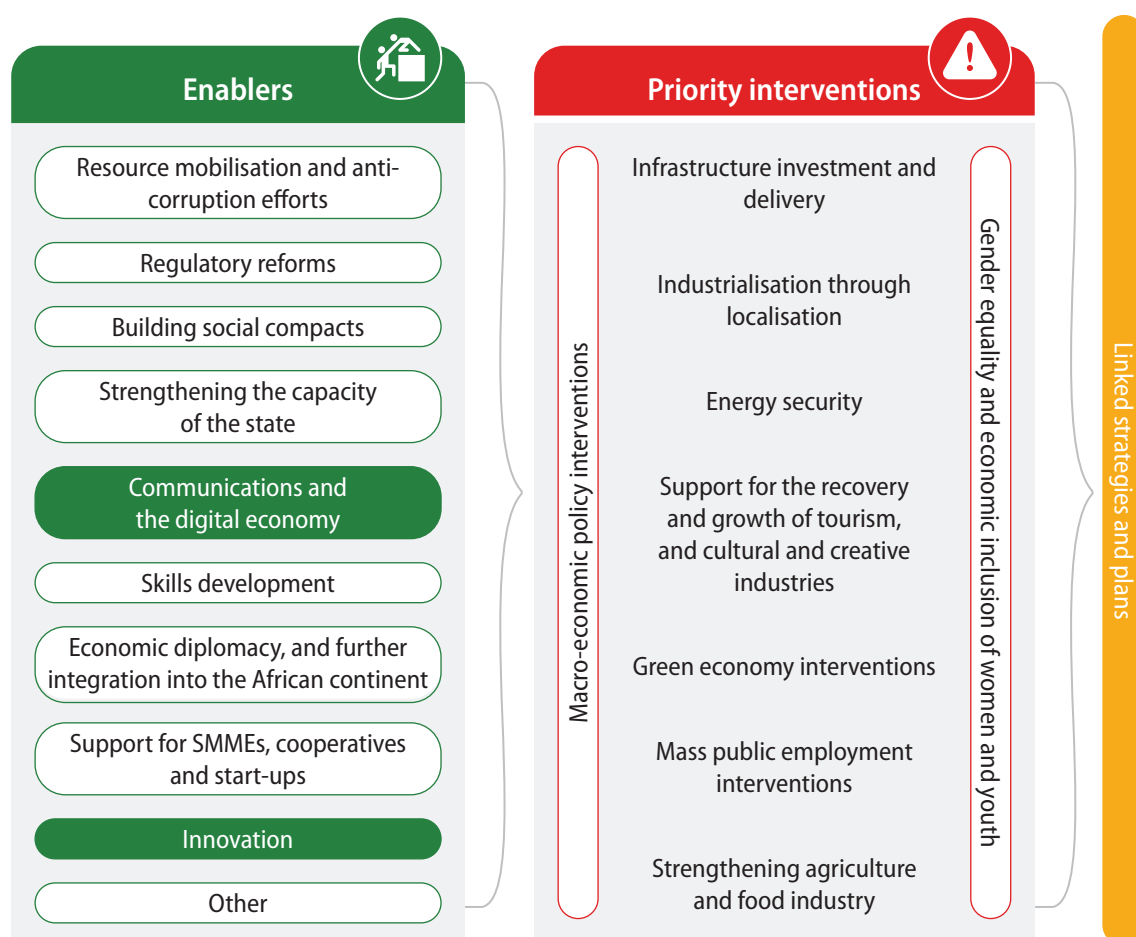 Enablers
Resource mobilisation and anti-
corruption efforts
Regulatory reforms
Building social compacts
Strengthening the capacity
of the state
Communications and
the digital economy
Skills development
Economic diplomacy, and further
integration into the African continent
Support for SMMEs, cooperatives
and start-ups
Innovation
Other
Priority interventions
Macro-economic policy interventions
Infrastructure investment and
delivery
Industrialisation through
localisation
Energy security
Support for the recovery
and growth of tourism,
and cultural and creative
industries
Green economy interventions
Mass public employment
interventions
Strengthening agriculture
and food industry
Gender equality and economic inclusion of women and youth
Linked strategies and plans